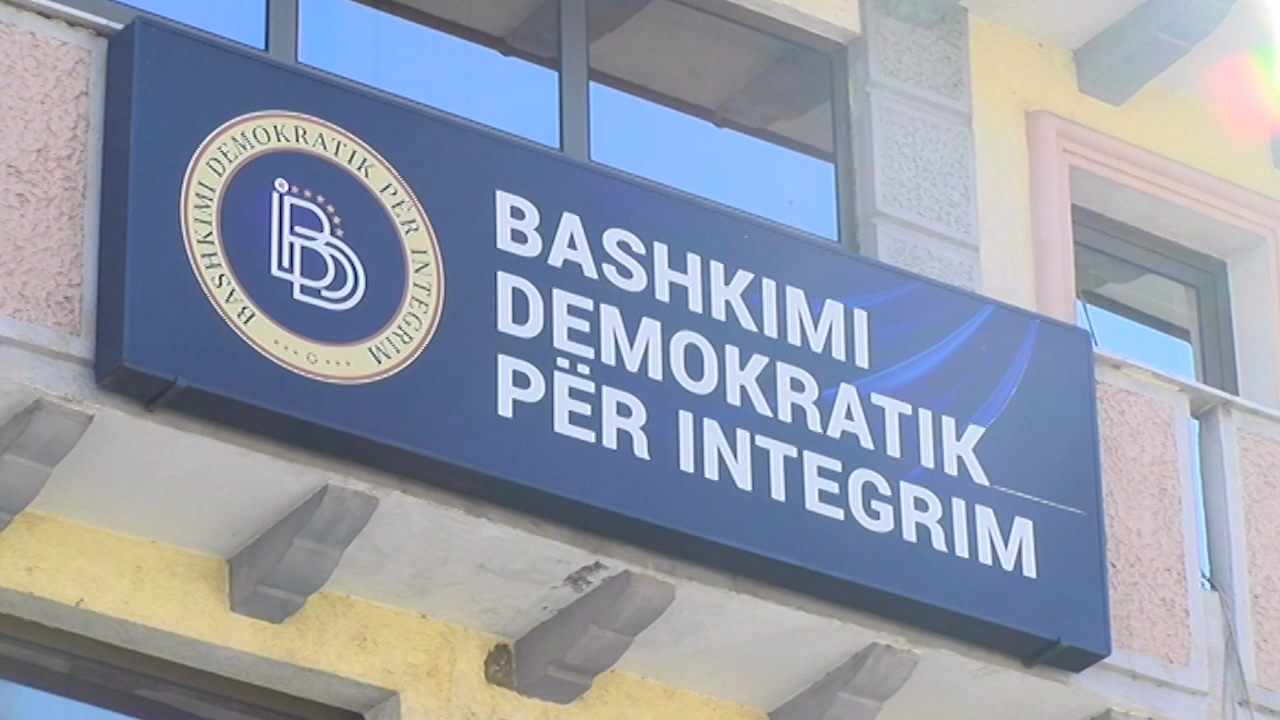 BASHKIMI DEMOKRATIK PËR INTEGRIM
BDI
BASHKIMI
DEMOKRATIK
PËR INTEGRIM